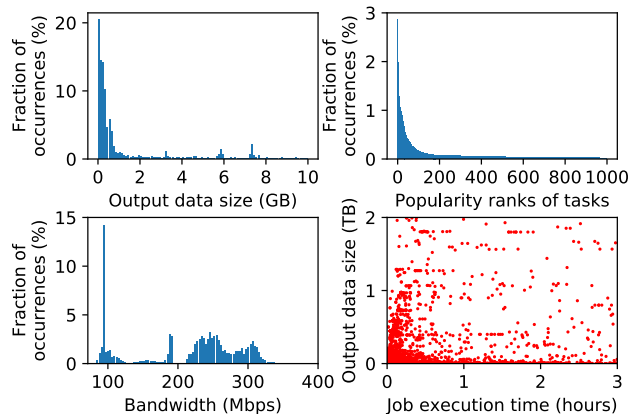 Fraction of
occurrences (%)
20
10
0
0 2 4 6 8 10
Output data size (GB)
Fraction of
occurrences (%)
3
2
1
0
0 200 400 600 800 1000
Popularity ranks of tasks
Fraction of
occurrences (%)
15
10
5
0
100 200 300 400
Bandwidth (Mbps)
Output data size (TB)
2
1
0
0 1 2 3
Job execution time (hours)